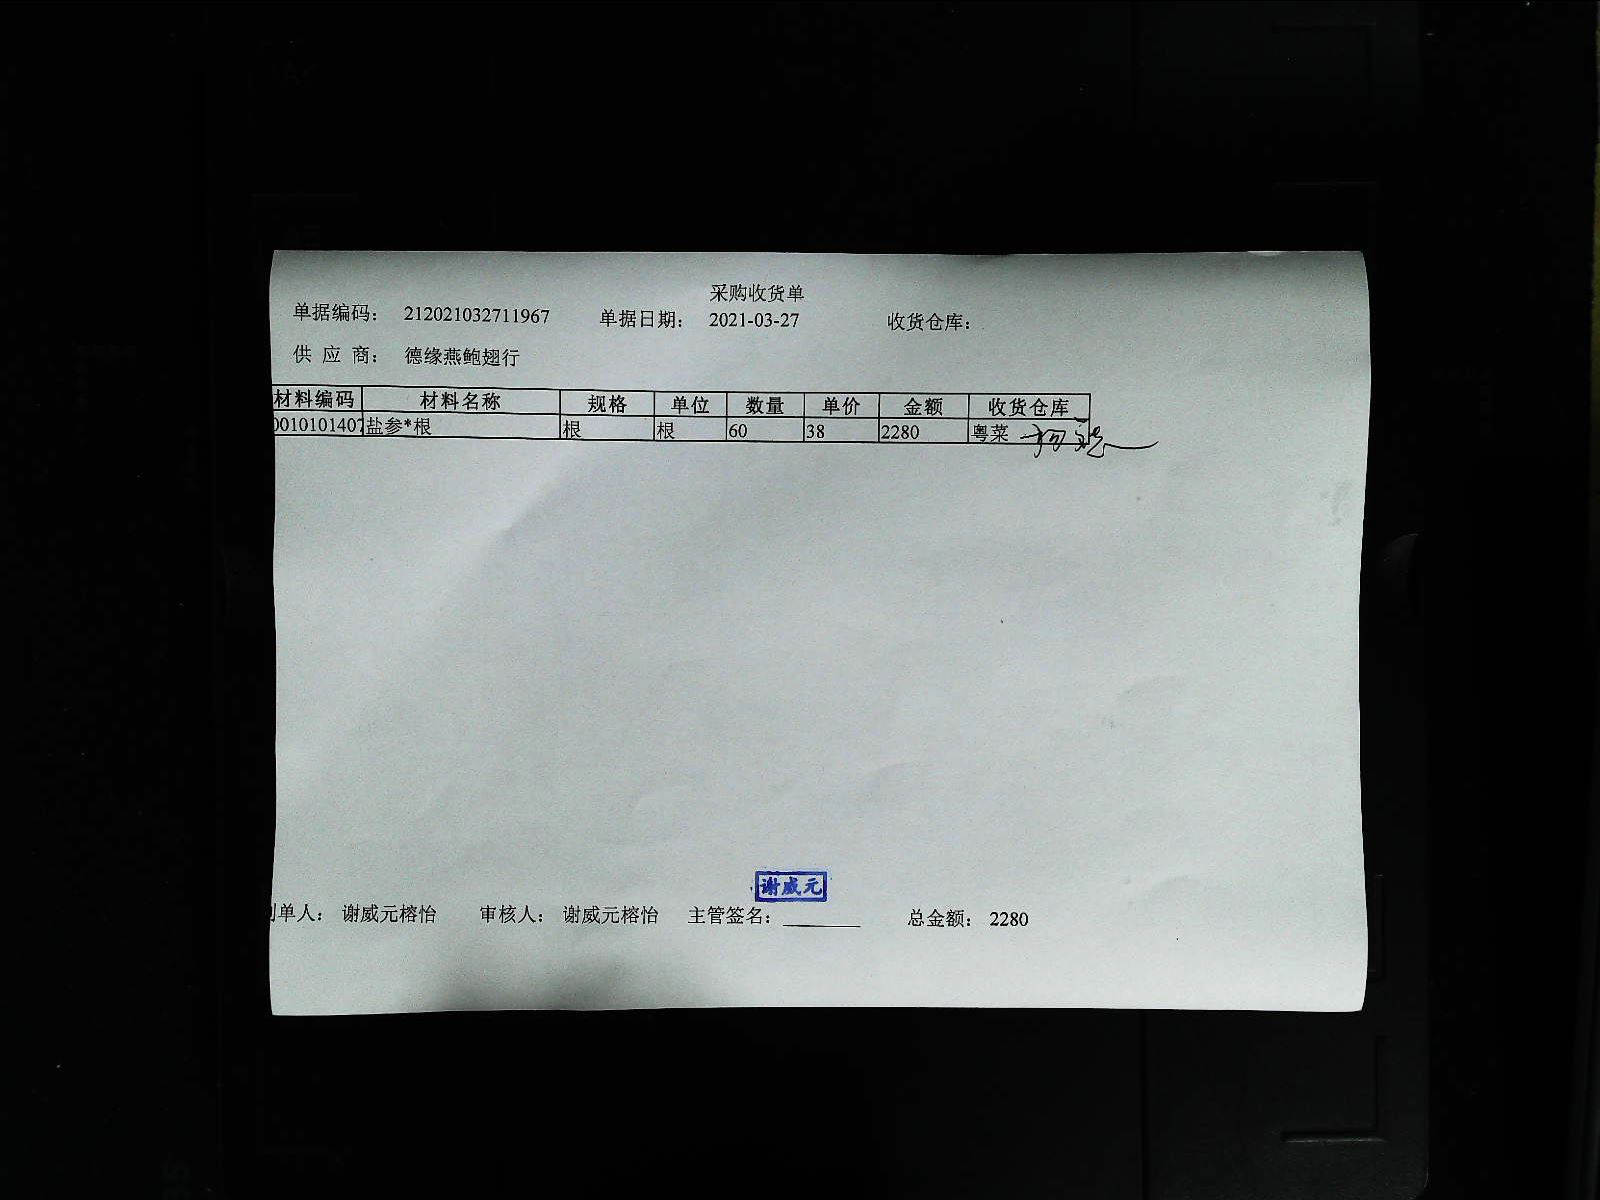 采购收货单
单据编码： 212021032711967 单据日期： 2021-03-27 收货仓库：
供 应 商： 德缘燕鲍翅行
材料编码 材料名称 规格 单位 数量 单价 金额 收货仓库
0010101407 盐参*根 根 根 60 38 2280 粤菜
谢威元
制单人： 谢威元榕怡 审核人： 谢威元榕怡 主管签名： 总金额： 2280